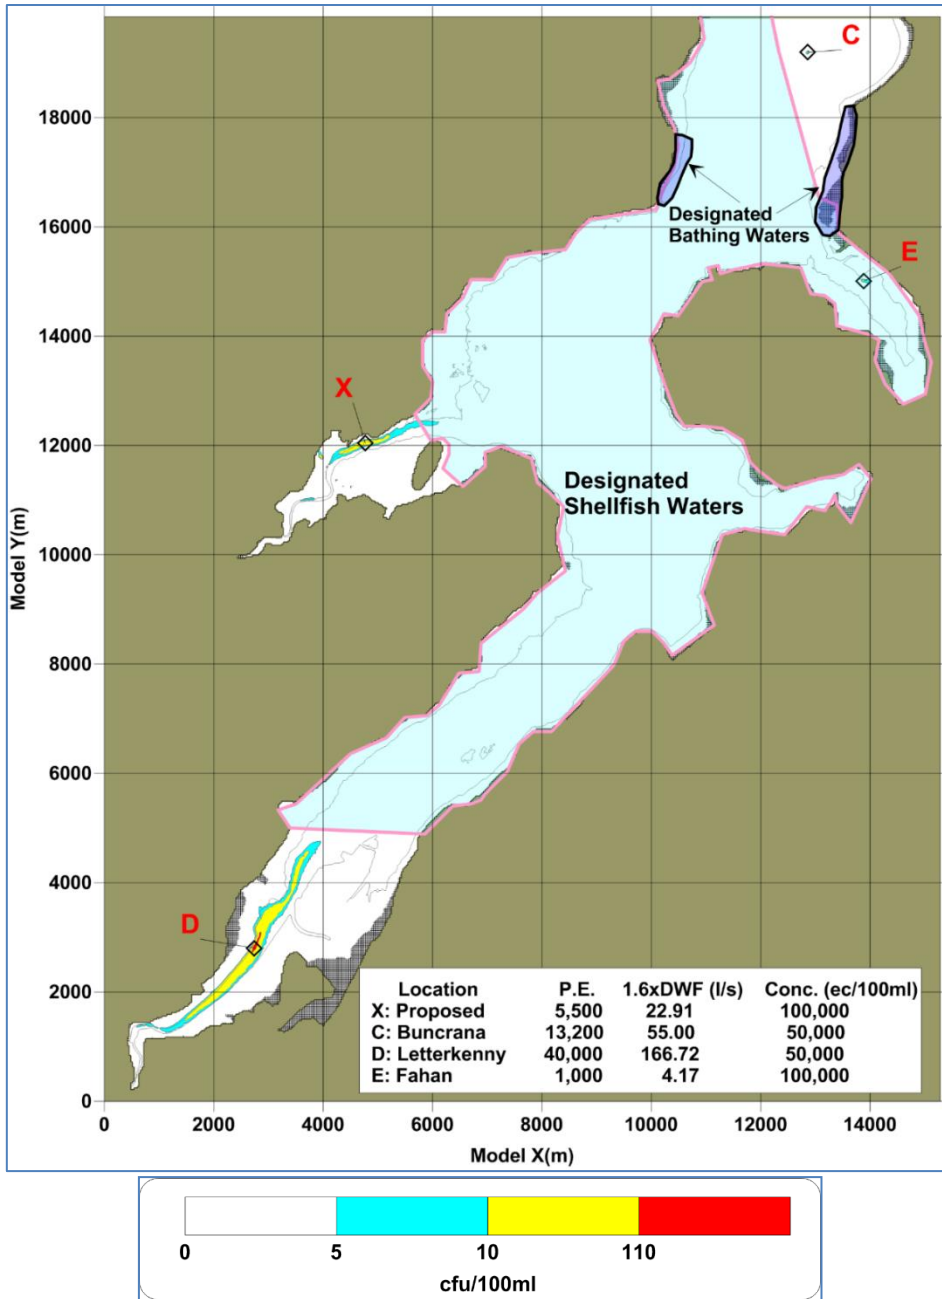 C
18000
Designated
Bathing Waters
16000
E
14000
X
12000
Designated
Shellfish Waters
10000
Model Y(m)
8000
6000
4000
D
2000
Location P.E. 1.6xDWF (l/s) Conc. (ec/100ml)
X: Proposed 5,500 22.91 100,000
C: Buncrana 13,200 55.00 50,000
D: Letterkenny 40,000 166.72 50,000
E: Fahan 1,000 4.17 100,000
0
0 2000 4000 6000 8000 10000 12000 14000
Model X(m)
0 5 10 110
cfu/100ml